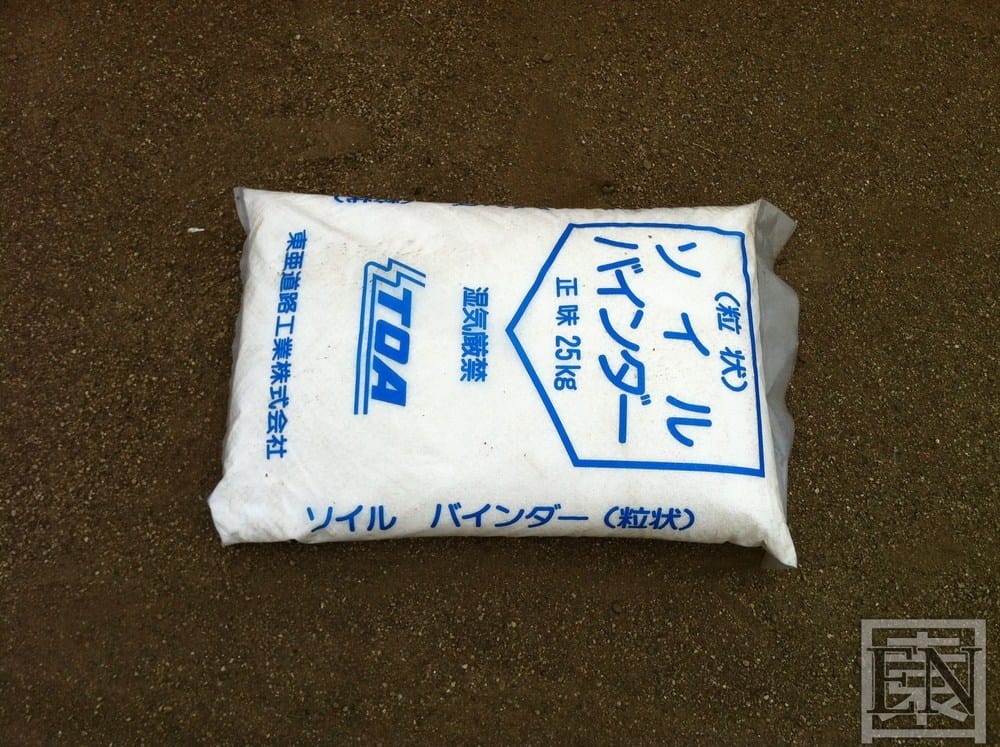 (粒状)
ソイル
バインダー
正味 25kg
湿気厳禁
TOA
東亜道路工業株式会社
ソイル バインダー (粒状)
EN
東